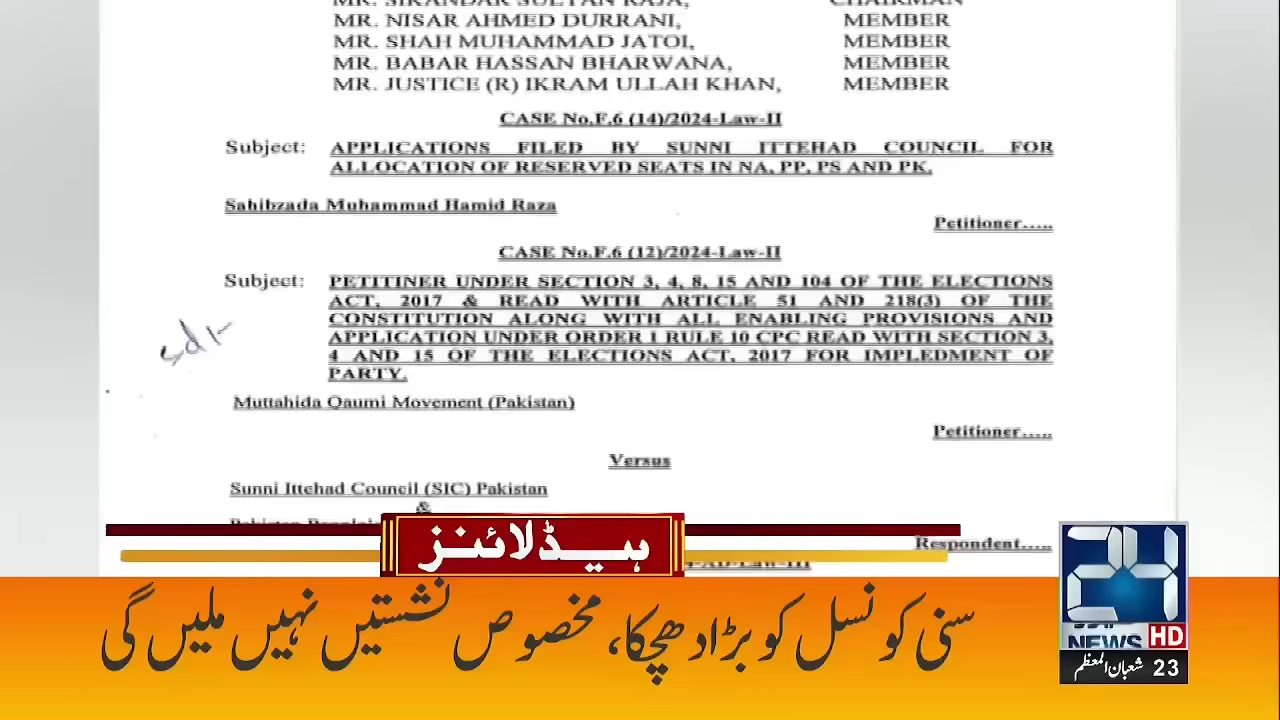 MR. SIKANDAR SULTAN RAJA, CHAIRMAN
MR. NISAR AHMED DURRANI, MEMBER
MR. SHAH MUHAMMAD JATOI, MEMBER
MR. BABAR HASSAN BHARWANA, MEMBER
MR. JUSTICE (R) IKRAM ULLAH KHAN, MEMBER
CASE No.F.6 (14)/2024-Law-II
Subject: APPLICATIONS FILED BY SUNNI ITTEHAD COUNCIL FOR
ALLOCATION OF RESERVED SEATS IN NA, PP, PS AND PK.
Sahibzada Muhammad Hamid Raza
Petitioner.....
CASE No.F.6 (12)/2024-Law-II
Subject: PETITINER UNDER SECTION 3, 4, 8, 15 AND 104 OF THE ELECTIONS
ACT, 2017 & READ WITH ARTICLE 51 AND 218(3) OF THE
CONSTITUTION ALONG WITH ALL ENABLING PROVISIONS AND
APPLICATION UNDER ORDER 1 RULE 10 CPC READ WITH SECTION 3,
4 AND 15 OF THE ELECTIONS ACT, 2017 FOR IMPLEDMENT OF
PARTY.
sd/-
Muttahida Qaumi Movement (Pakistan)
Petitioner.....
Versus
Sunni Ittehad Council (SIC) Pakistan
&
Respondent.....
ہیڈلائنز
سنی کونسل کو بڑا دھچکا، مخصوص نشستیں نہیں ملیں گی
24
NEWS HD
23 شعبان المعظم